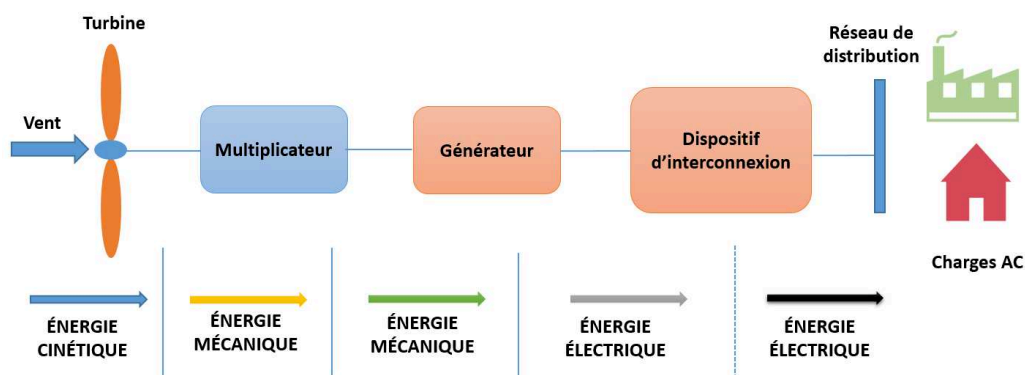 Turbine
Réseau de
distribution
Vent
Multiplicateur
Générateur
Dispositif
d'interconnexion
Charges AC
ÉNERGIE
CINÉTIQUE
ÉNERGIE
MÉCANIQUE
ÉNERGIE
MÉCANIQUE
ÉNERGIE
ÉLECTRIQUE
ÉNERGIE
ÉLECTRIQUE